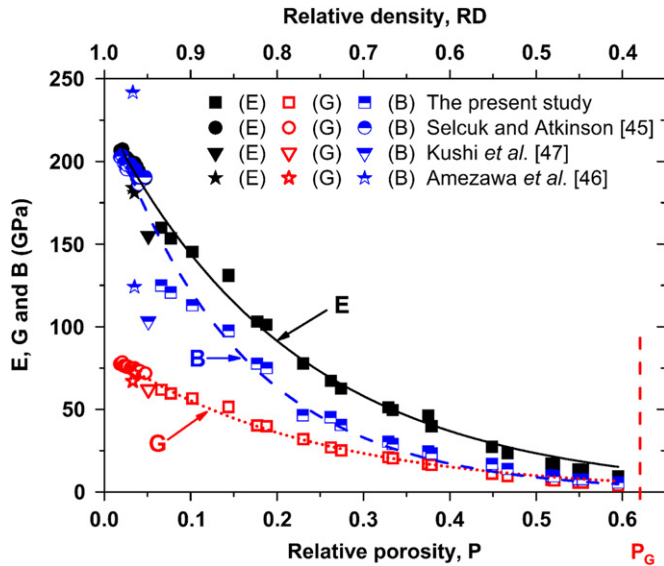 Relative density, RD
1.0 0.9 0.8 0.7 0.6 0.5 0.4
250
200
150
100
50
0
E, G and B (GPa)
(E) (G) (B) The present study
(E) (G) (B) Selcuk and Atkinson [45]
(E) (G) (B) Kushi et al. [47]
(E) (G) (B) Amezawa et al. [46]
E
B
G
0.0 0.1 0.2 0.3 0.4 0.5 0.6 P_G
Relative porosity, P